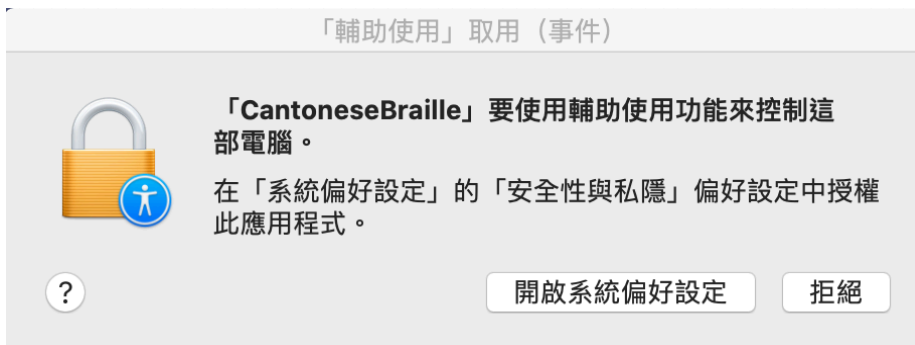 「輔助使用」取用（事件）
「CantoneseBraille」要使用輔助使用功能來控制這
部電腦。
在「系統偏好設定」的「安全性與私隱」偏好設定中授權
此應用程式。
?
開啟系統偏好設定
拒絕